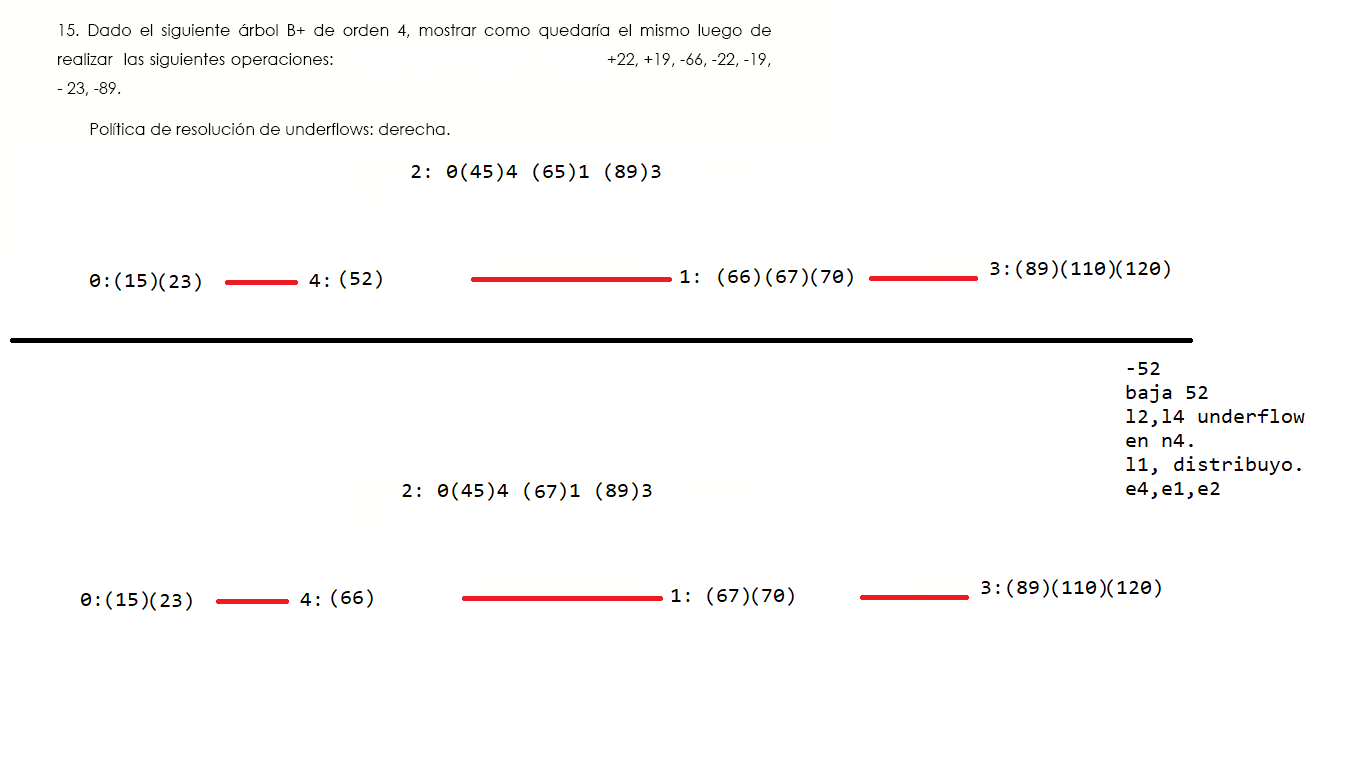 15. Dado el siguiente árbol B+ de orden 4, mostrar como quedaría el mismo luego de
realizar las siguientes operaciones: +22, +19, -66, -22, -19,
- 23, -89.
Política de resolución de underflows: derecha.
2: 0(45)4 (65)1 (89)3
0:(15)(23) 4:(52) 1: (66)(67)(70) 3:(89)(110)(120)
-52
baja 52
l2,l4 underflow
en n4.
l1, distribuyo.
e4,e1,e2
2: 0(45)4 (67)1 (89)3
0:(15)(23) 4:(66) 1: (67)(70) 3:(89)(110)(120)